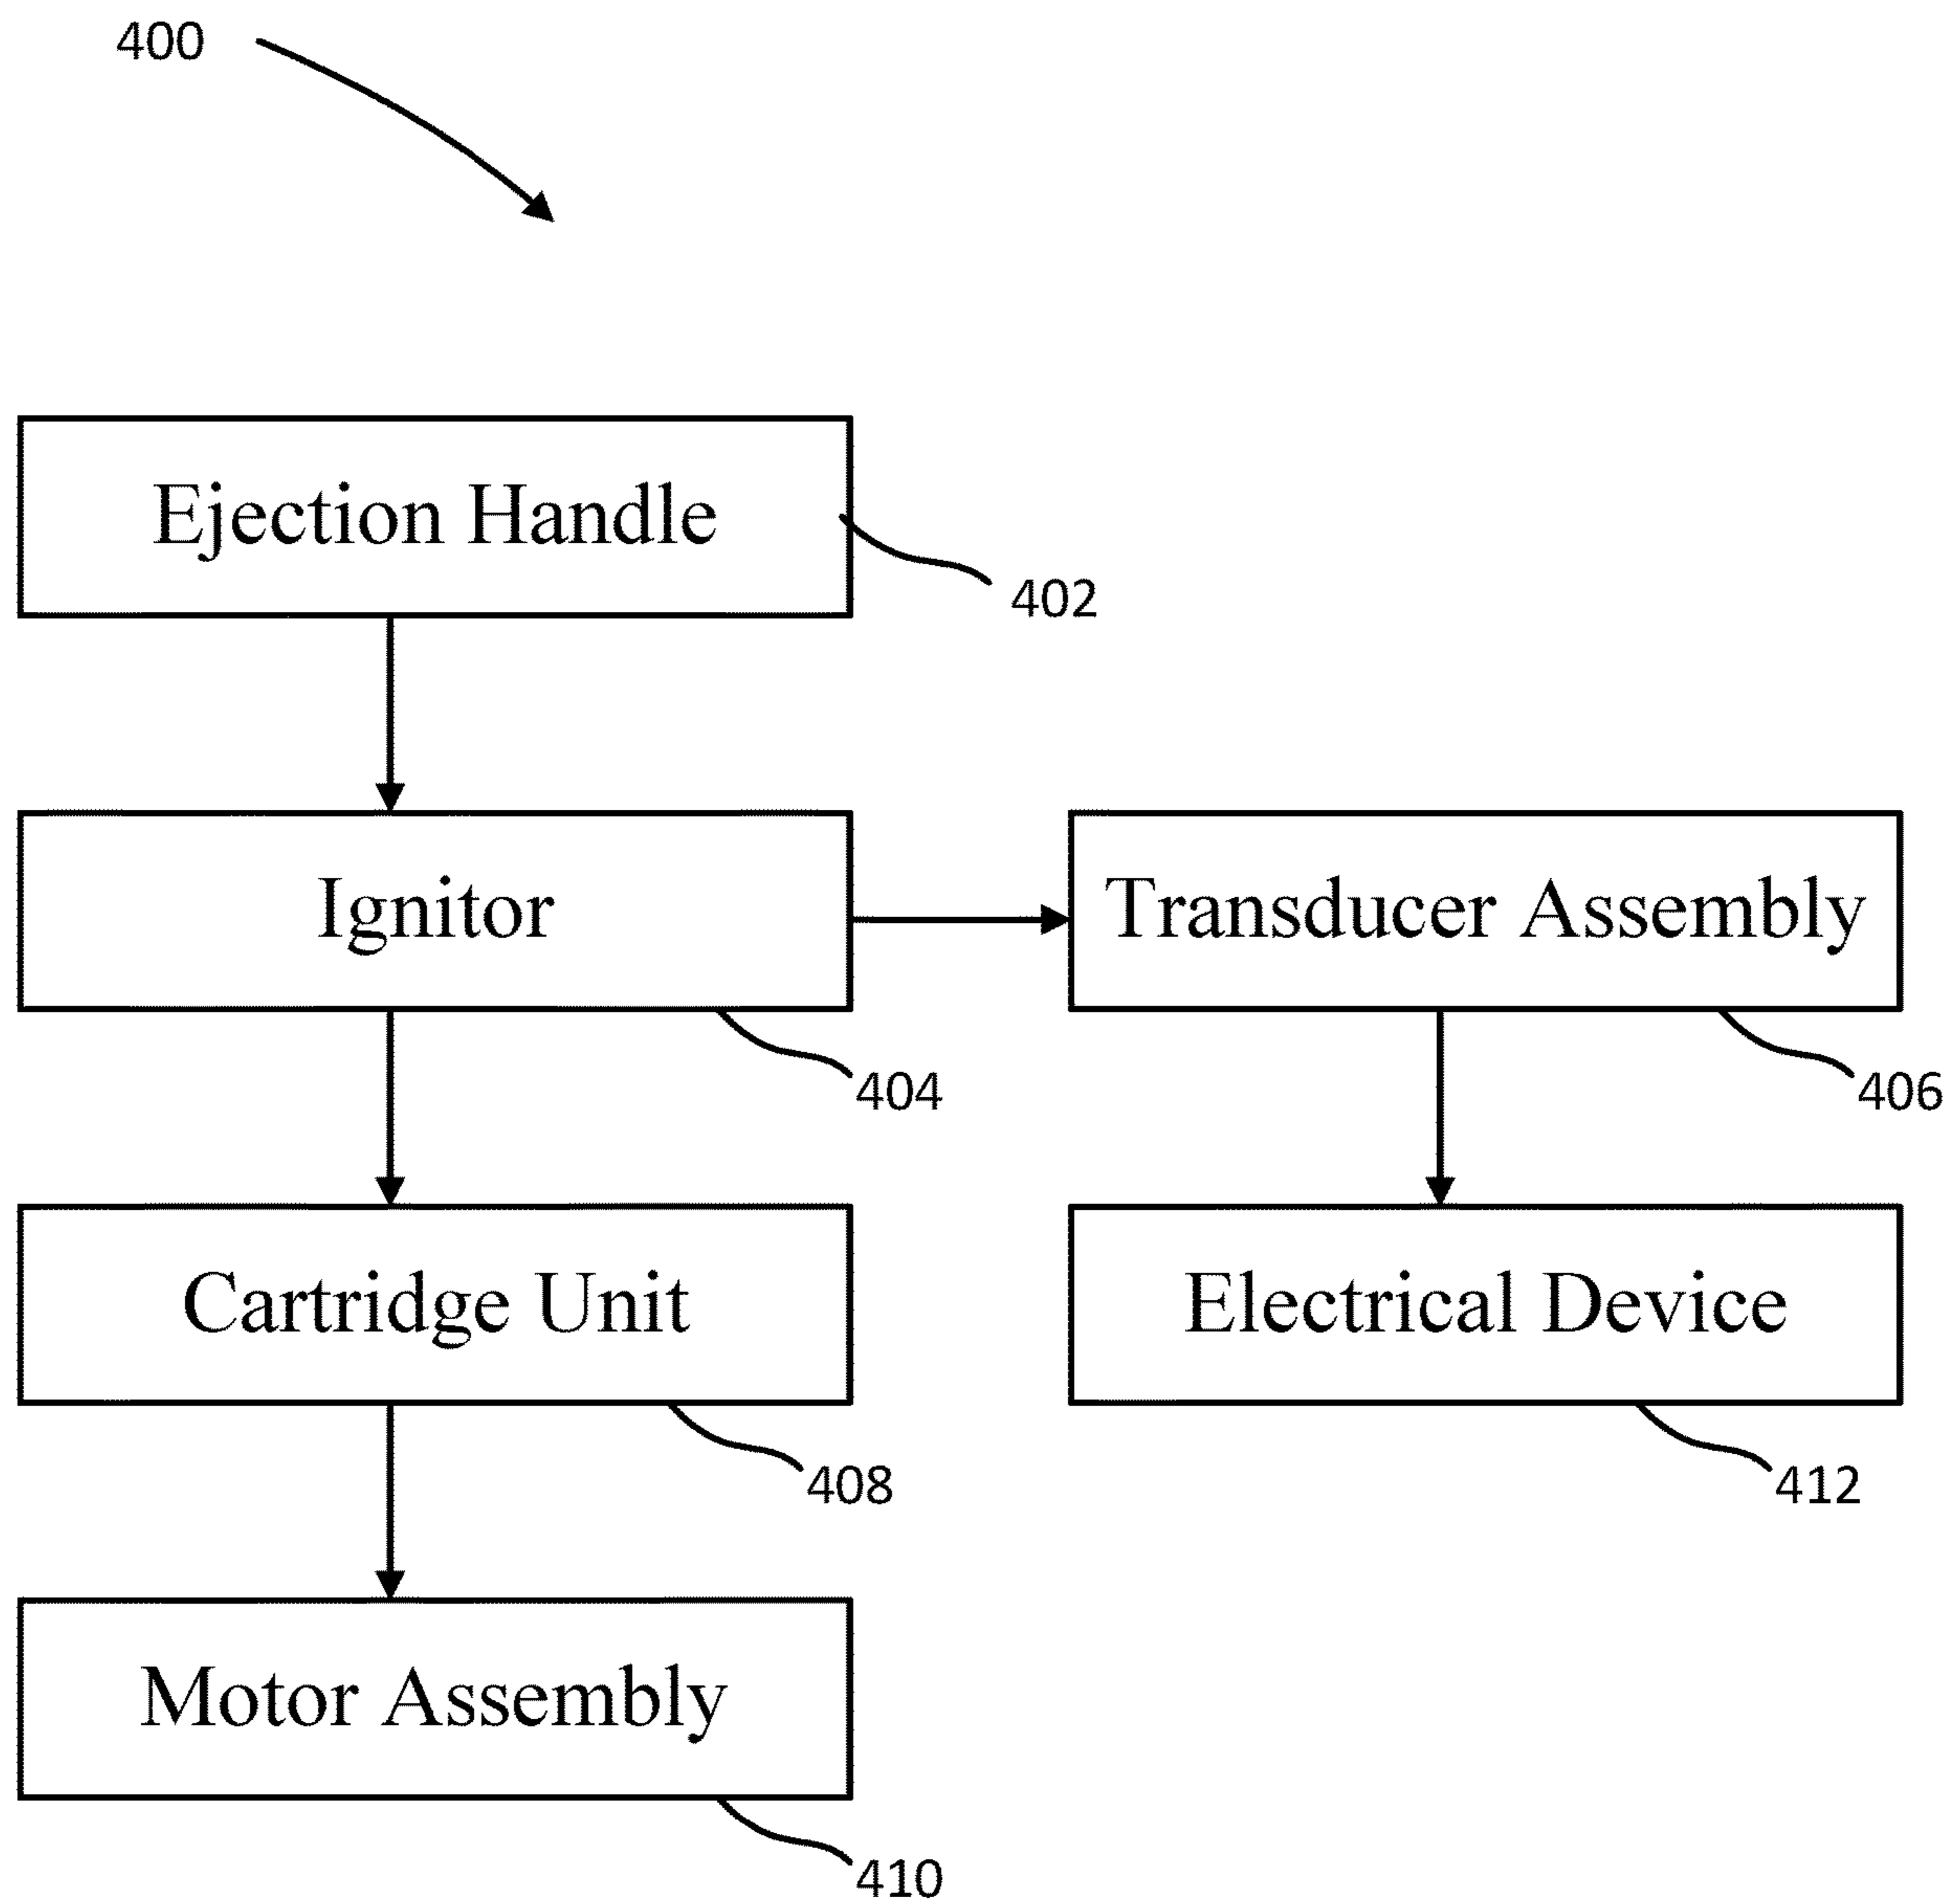 400
Ejection Handle
402
Ignitor
Transducer Assembly
404
406
Cartridge Unit
Electrical Device
408
412
Motor Assembly
410